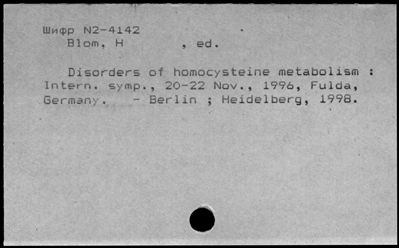 Шифр N2-4142
Blom, H , ed.
Disorders of homocysteine metabolism :
Intern. symp., 20-22 Nov., 1996, Fulda,
Germany. - Berlin ; Heidelberg, 1998.